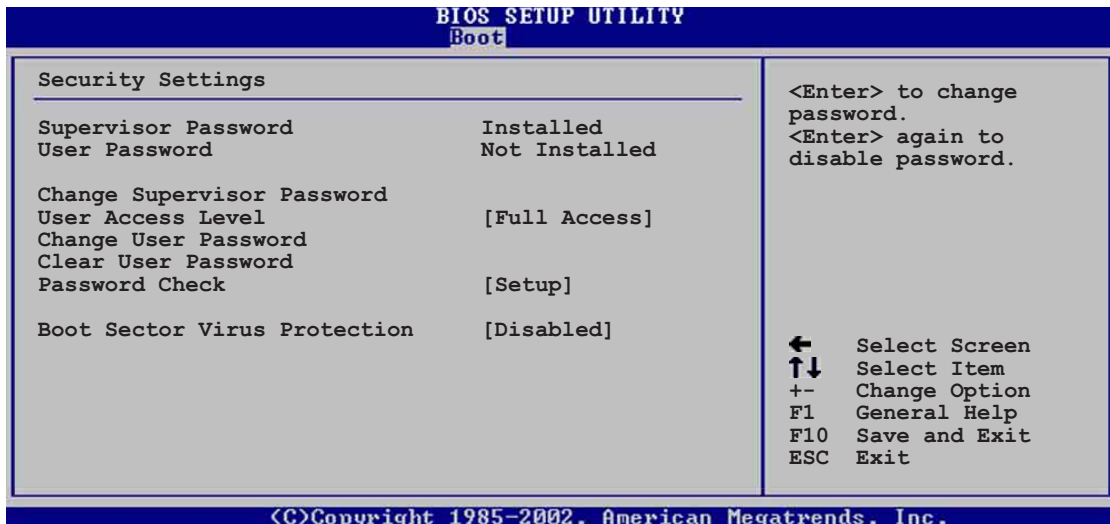 BIOS SETUP UTILITY
Boot
Security Settings
Supervisor Password Installed
User Password Not Installed
Change Supervisor Password
User Access Level [Full Access]
Change User Password
Clear User Password
Password Check [Setup]
Boot Sector Virus Protection [Disabled]
<Enter> to change
password.
<Enter> again to
disable password.
← Select Screen
↑↓ Select Item
+- Change Option
F1 General Help
F10 Save and Exit
ESC Exit
(C)Copyright 1985-2002, American Megatrends, Inc.